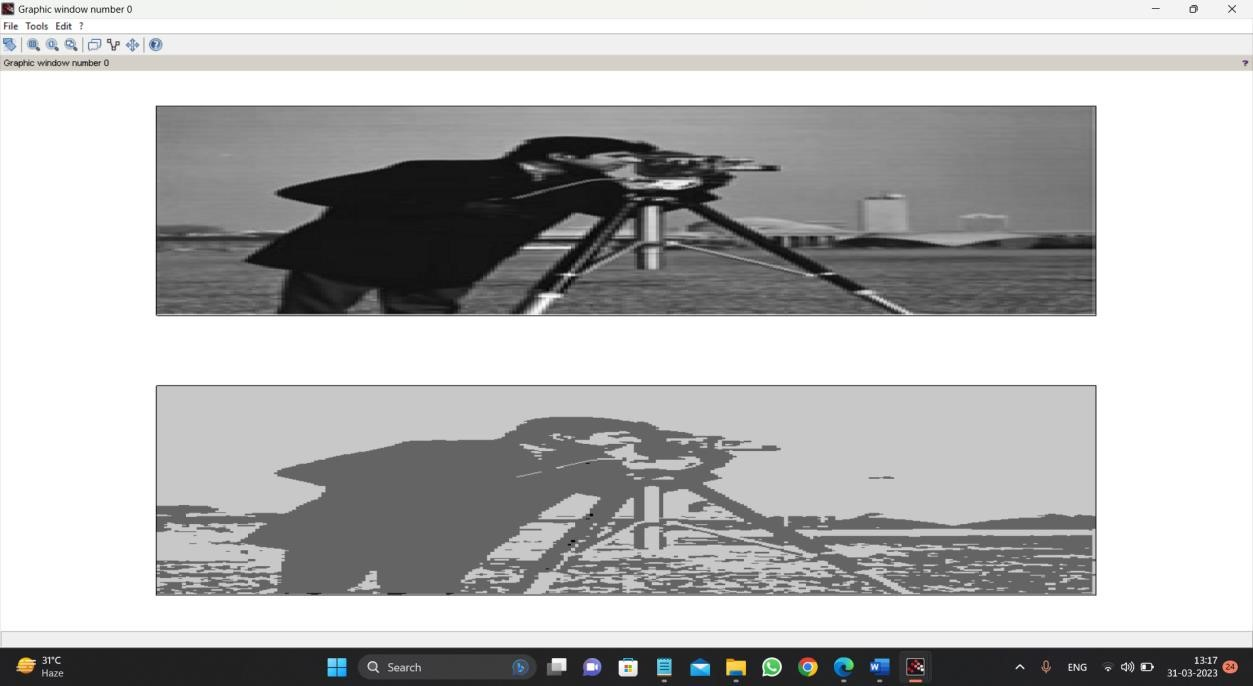 Graphic window number 0
File Tools Edit ?
Graphic window number 0
?
31°C
Haze
Search
ENG
13:17
31-03-2023
24